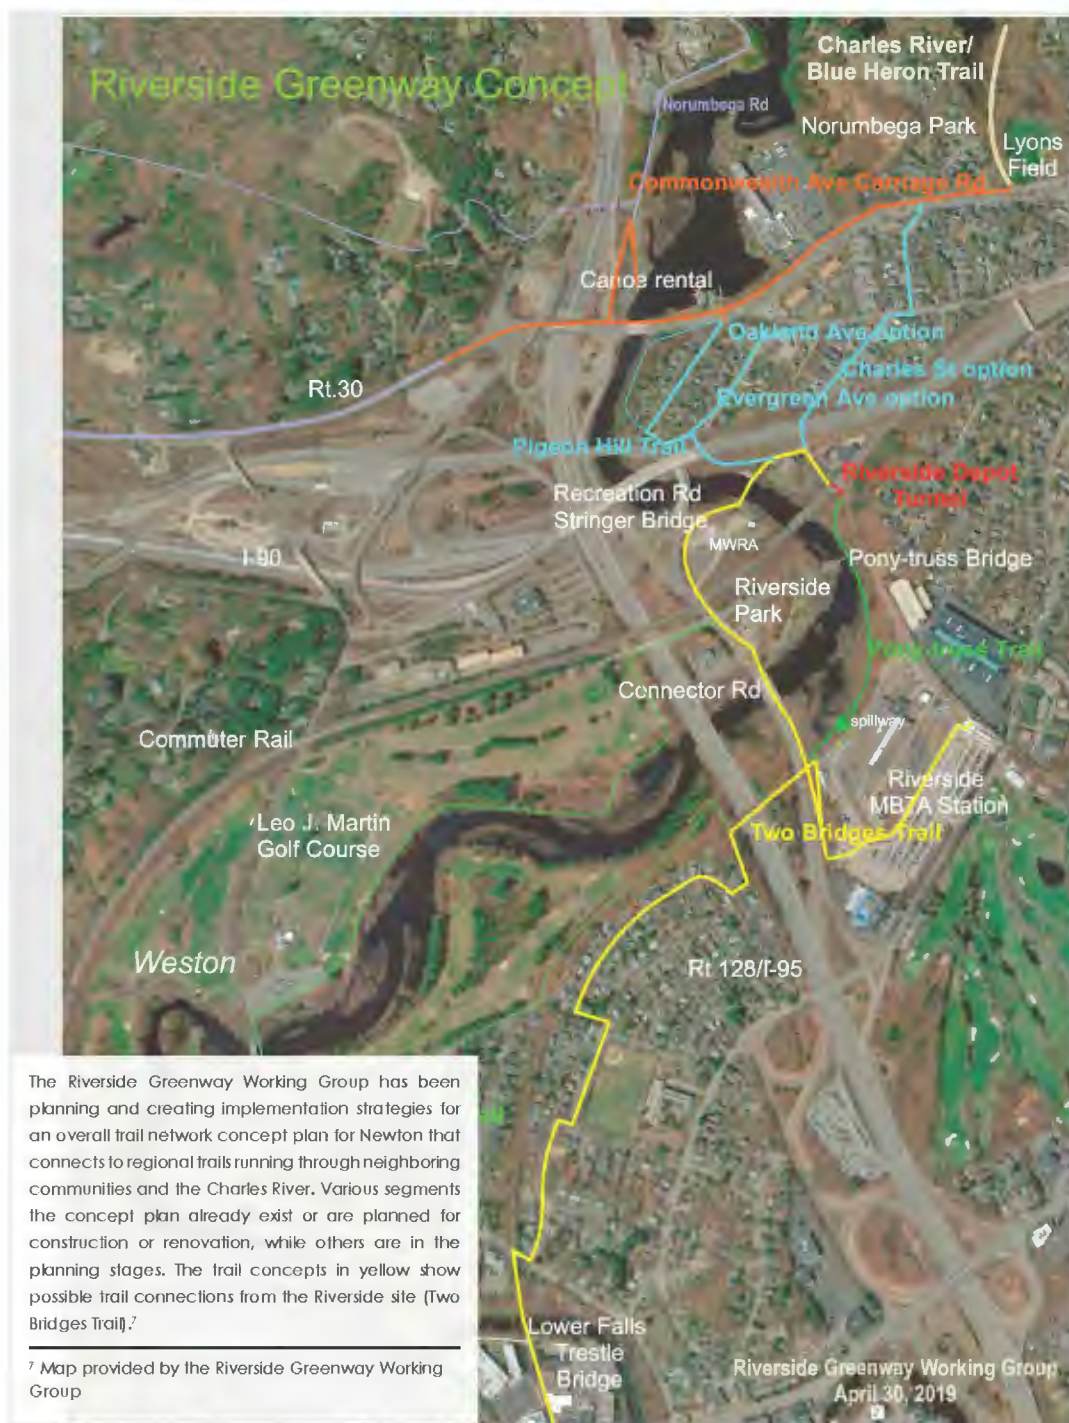 Riverside Greenway Concept
Charles River/
Blue Heron Trail
Norumbega Rd
Norumbega Park
Lyons
Field
Commonwealth Ave Carriage Rd
Canoe rental
Oakland Ave option
Charles St option
Evergreen Ave option
Rt.30
Pigeon Hill Trail
Riverside Depot
Tunnel
Recreation Rd
Stringer Bridge
MWRA
I-90
Pony-truss Bridge
Riverside
Park
Pony-truss Trail
Connector Rd
spillway
Commuter Rail
Riverside
MBTA Station
Leo J. Martin
Golf Course
Two Bridges Trail
Weston
Rt 128/I-95
The Riverside Greenway Working Group has been
planning and creating implementation strategies for
an overall trail network concept plan for Newton that
connects to regional trails running through neighboring
communities and the Charles River. Various segments
the concept plan already exist or are planned for
construction or renovation, while others are in the
planning stages. The trail concepts in yellow show
possible trail connections from the Riverside site (Two
Bridges Trail).⁷
⁷ Map provided by the Riverside Greenway Working
Group
Lower Falls
Trestle
Bridge
Riverside Greenway Working Group
April 30, 2019